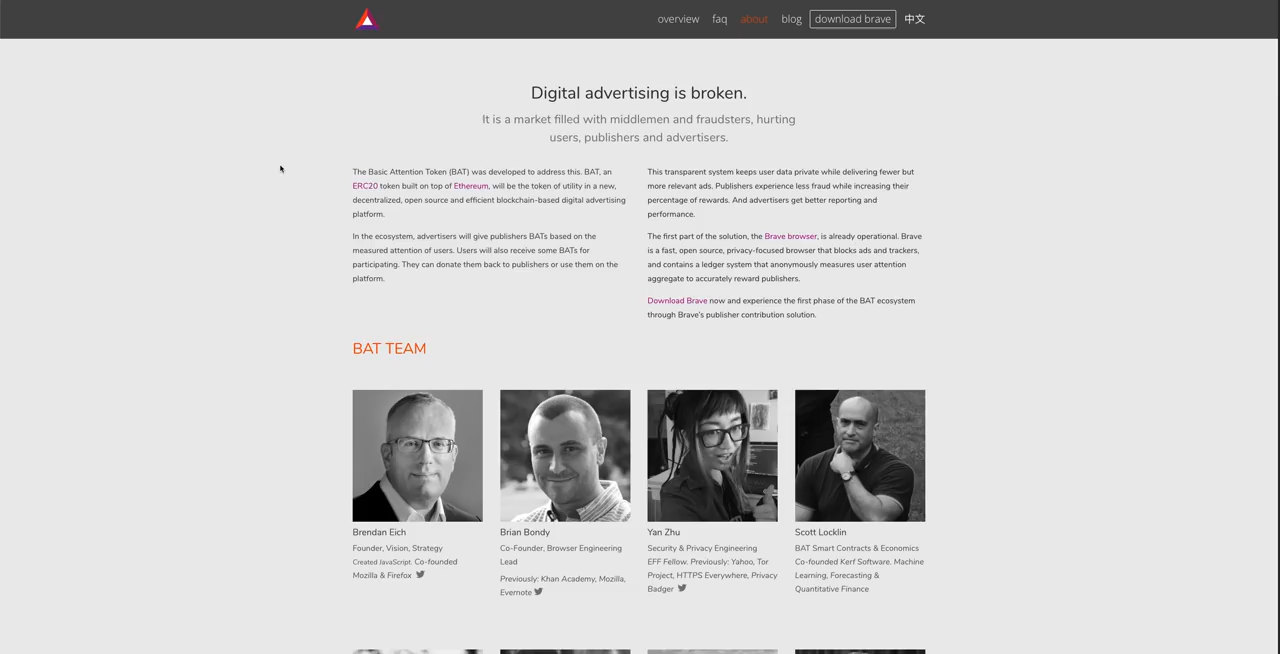 overview faq about blog download brave 中文
Digital advertising is broken.
It is a market filled with middlemen and fraudsters, hurting
users, publishers and advertisers.
The Basic Attention Token (BAT) was developed to address this. BAT, an
ERC20 token built on top of Ethereum, will be the token of utility in a new,
decentralized, open source and efficient blockchain-based digital advertising
platform.
In the ecosystem, advertisers will give publishers BATs based on the
measured attention of users. Users will also receive some BATs for
participating. They can donate them back to publishers or use them on the
platform.
This transparent system keeps user data private while delivering fewer but
more relevant ads. Publishers experience less fraud while increasing their
percentage of rewards. And advertisers get better reporting and
performance.
The first part of the solution, the Brave browser, is already operational. Brave
is a fast, open source, privacy-focused browser that blocks ads and trackers,
and contains a ledger system that anonymously measures user attention
aggregate to accurately reward publishers.
Download Brave now and experience the first phase of the BAT ecosystem
through Brave's publisher contribution solution.
BAT TEAM
Brendan Eich
Founder, Vision, Strategy
Created JavaScript. Co-founded
Mozilla & Firefox
Brian Bondy
Co-Founder, Browser Engineering
Lead
Previously: Khan Academy, Mozilla,
Evernote
Yan Zhu
Security & Privacy Engineering
EFF Fellow. Previously: Yahoo, Tor
Project, HTTPS Everywhere, Privacy
Badger
Scott Locklin
BAT Smart Contracts & Economics
Co-founded Kerf Software. Machine
Learning, Forecasting &
Quantitative Finance